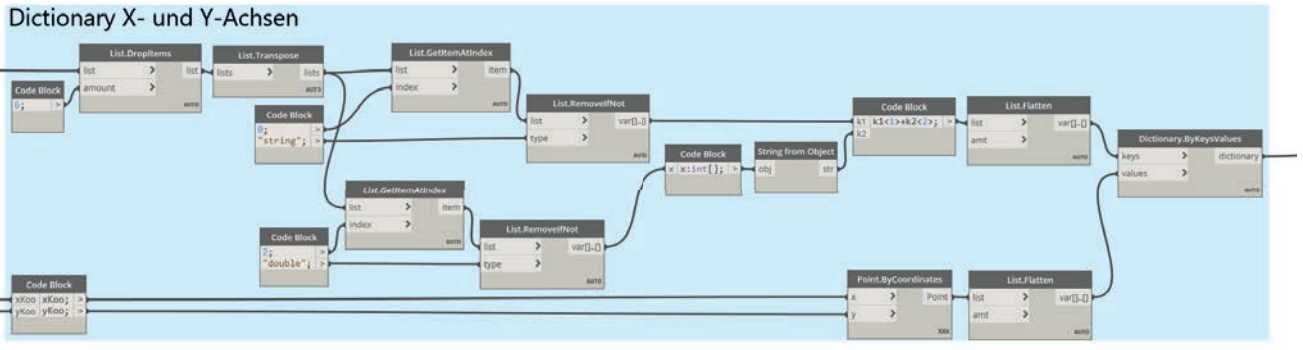 Dictionary X- und Y-Achsen
List.DropItems
list > list
amount >
AUTO
Code Block
6; >
List.Transpose
lists > lists
AUTO
List.GetItemAtIndex
list > item
index >
AUTO
Code Block
0; >
"string"; >
List.RemoveIfNot
list > var[]..[]
type >
AUTO
List.GetItemAtIndex
list > item
index >
AUTO
Code Block
2; >
"double"; >
List.RemoveIfNot
list > var[]..[]
type >
AUTO
Code Block
x x:int[]; >
String from Object
obj str
Code Block
k1 k1<1>+k2<2>; >
k2
List.Flatten
list > var[]..[]
amt >
AUTO
Dictionary.ByKeysValues
keys > dictionary
values >
AUTO
Code Block
xKoo xKoo; >
yKoo yKoo; >
Point.ByCoordinates
x > Point
y >
XXX
List.Flatten
list > var[]..[]
amt >
AUTO